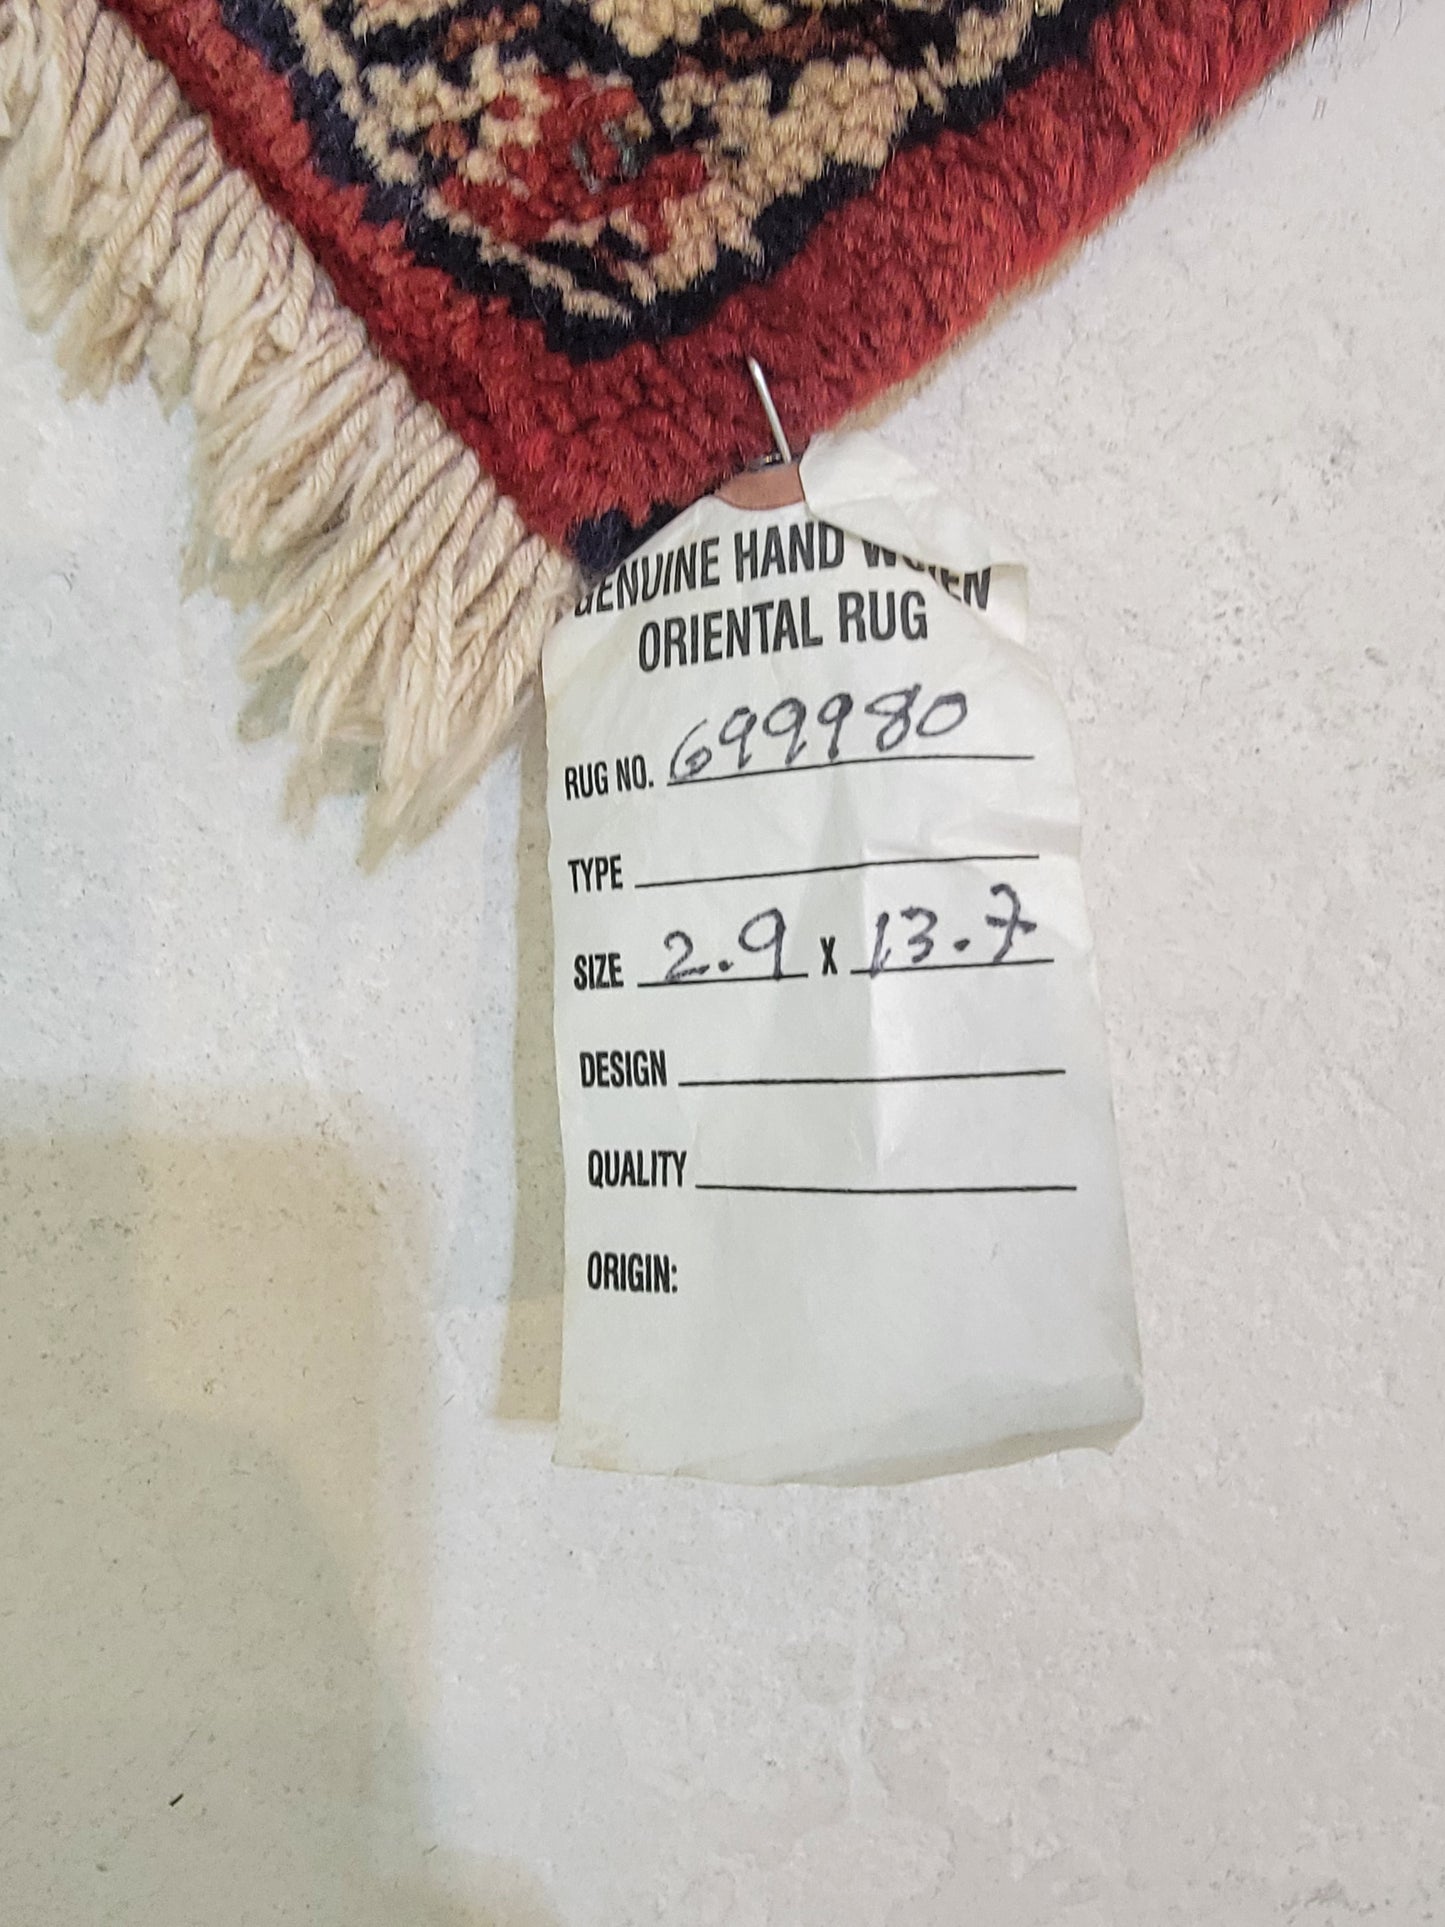 GENUINE HAND WOVEN
ORIENTAL RUG
RUG NO. 699980
TYPE
SIZE 2.9 X 13.7
DESIGN
QUALITY
ORIGIN: